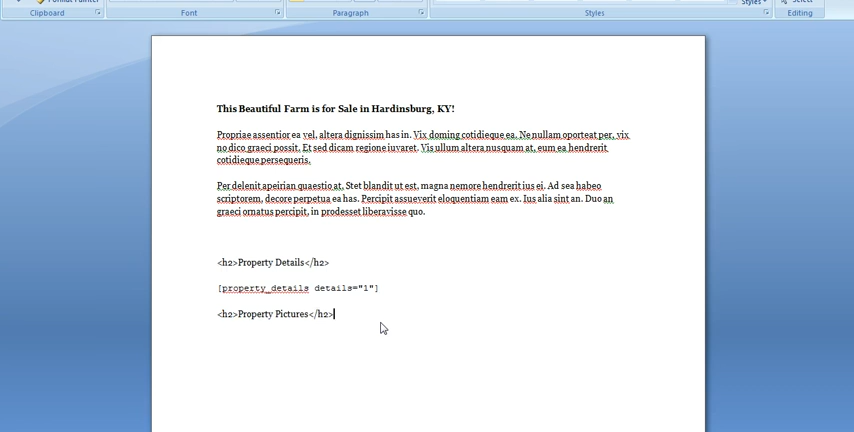 Clipboard Font Paragraph Styles Editing
This Beautiful Farm is for Sale in Hardinsburg, KY!
Propriae assentior ea vel, altera dignissim has in. Vix doming cotidieque ea. Ne nullam oporteat per, vix
no dico graeci possit. Et sed dicam regione iuvaret. Vis ullum altera nusquam at, eum ea hendrerit
cotidieque persequeris.
Per delenit apeirian quaestio at. Stet blandit ut est, magna nemore hendrerit ius ei. Ad sea habeo
scriptorem, decore perpetua ea has. Percipit assueverit eloquentiam eam ex. Ius alia sint an. Duo an
graeci ornatus percipit, in prodesset liberavisse quo.
<h2>Property Details</h2>
[property_details details="1"]
<h2>Property Pictures</h2>